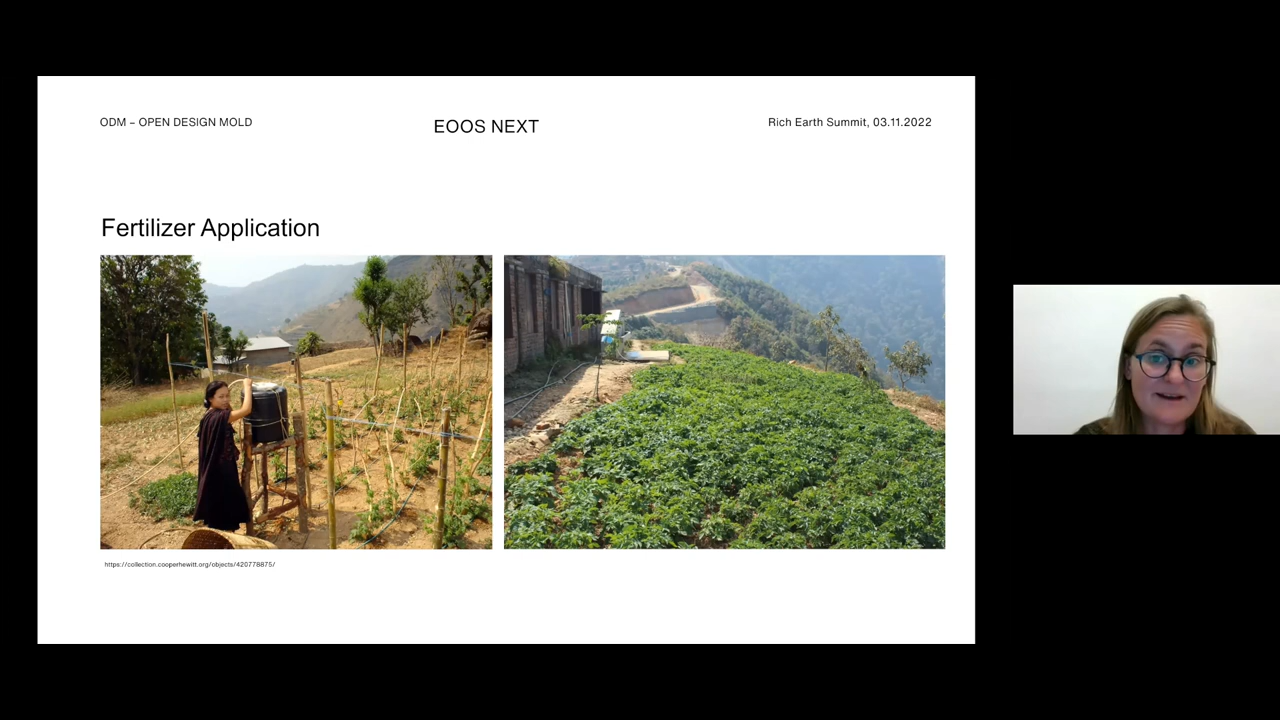 ODM – OPEN DESIGN MOLD
EOOS NEXT
Rich Earth Summit, 03.11.2022
Fertilizer Application
https://collection.cooperhewitt.org/objects/420778875/